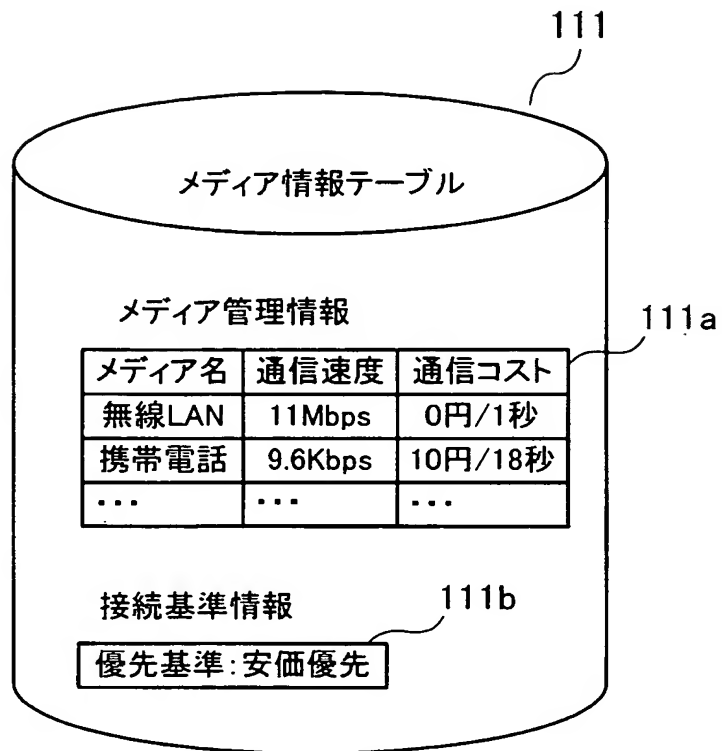 111
メディア情報テーブル
メディア管理情報
111a
メディア名 通信速度 通信コスト
無線LAN 11Mbps 0円/1秒
携帯電話 9.6Kbps 10円/18秒
・・・ ・・・ ・・・
接続基準情報
111b
優先基準:安価優先